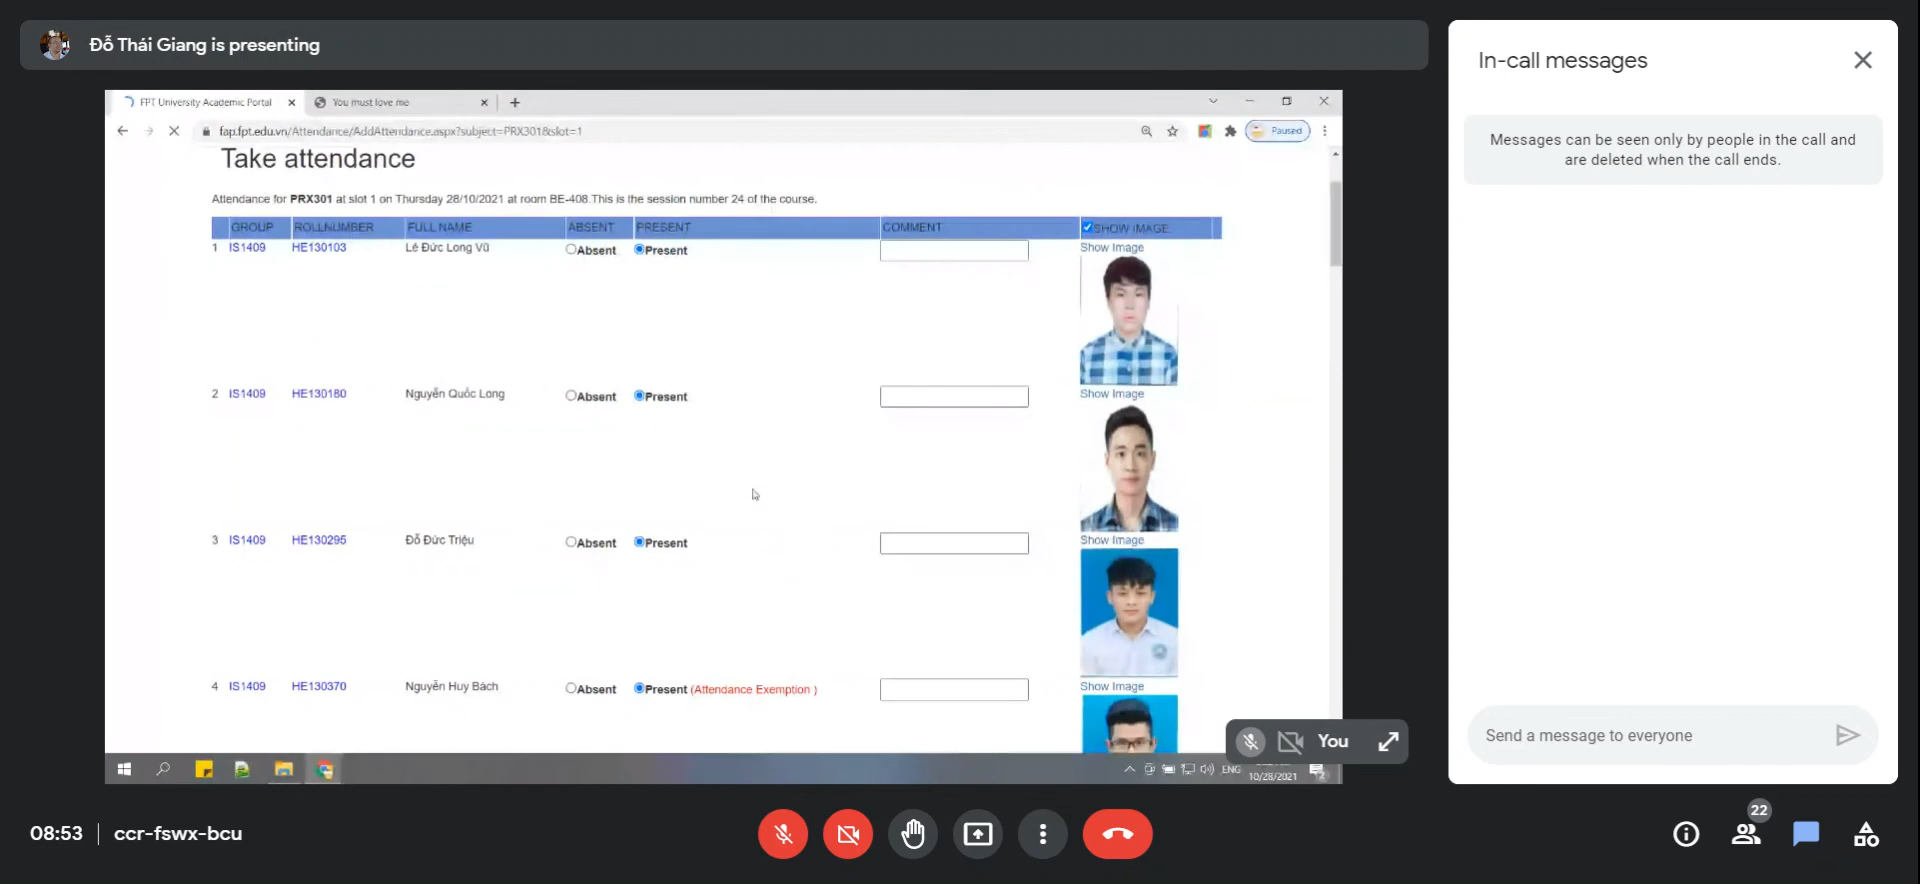 Đỗ Thái Giang is presenting
FPT University Academic Portal
You must love me
fap.fpt.edu.vn/Attendance/AddAttendance.aspx?subject=PRX301&slot=1
Paused
Take attendance
Attendance for PRX301 at slot 1 on Thursday 28/10/2021 at room BE-408.This is the session number 24 of the course.
GROUP ROLLNUMBER FULL NAME ABSENT PRESENT COMMENT SHOW IMAGE
1 IS1409 HE130103 Lê Đức Long Vũ Absent Present Show Image
2 IS1409 HE130180 Nguyễn Quốc Long Absent Present Show Image
3 IS1409 HE130295 Đỗ Đức Triệu Absent Present Show Image
4 IS1409 HE130370 Nguyễn Huy Bách Absent Present (Attendance Exemption ) Show Image
You
ENG
10/28/2021
2
In-call messages
Messages can be seen only by people in the call and
are deleted when the call ends.
Send a message to everyone
08:53 ccr-fswx-bcu
22